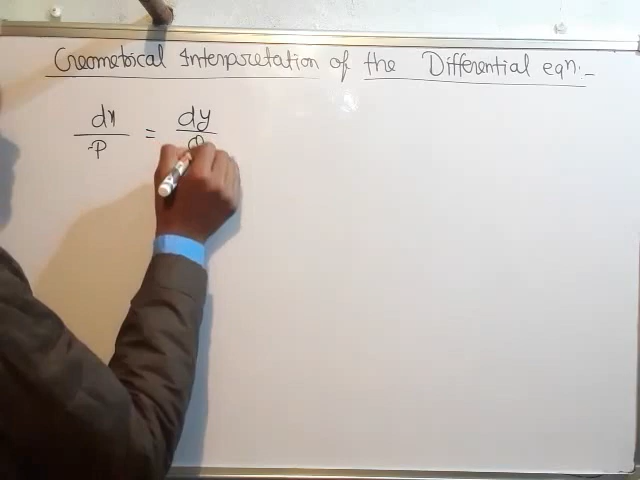 Geometrical Interpretation of the Differential eqn.
dx/P = dy/Q